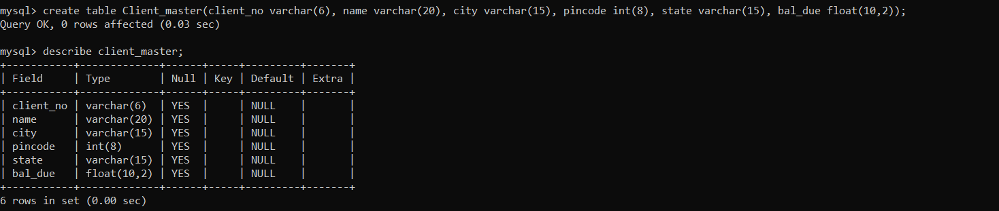 mysql> create table Client_master(client_no varchar(6), name varchar(20), city varchar(15), pincode int(8), state varchar(15), bal_due float(10,2));
Query OK, 0 rows affected (0.03 sec)

mysql> describe client_master;
+-----------+-------------+------+-----+---------+-------+
| Field     | Type        | Null | Key | Default | Extra |
+-----------+-------------+------+-----+---------+-------+
| client_no | varchar(6)  | YES  |     | NULL    |       |
| name      | varchar(20) | YES  |     | NULL    |       |
| city      | varchar(15) | YES  |     | NULL    |       |
| pincode   | int(8)      | YES  |     | NULL    |       |
| state     | varchar(15) | YES  |     | NULL    |       |
| bal_due   | float(10,2) | YES  |     | NULL    |       |
+-----------+-------------+------+-----+---------+-------+
6 rows in set (0.00 sec)